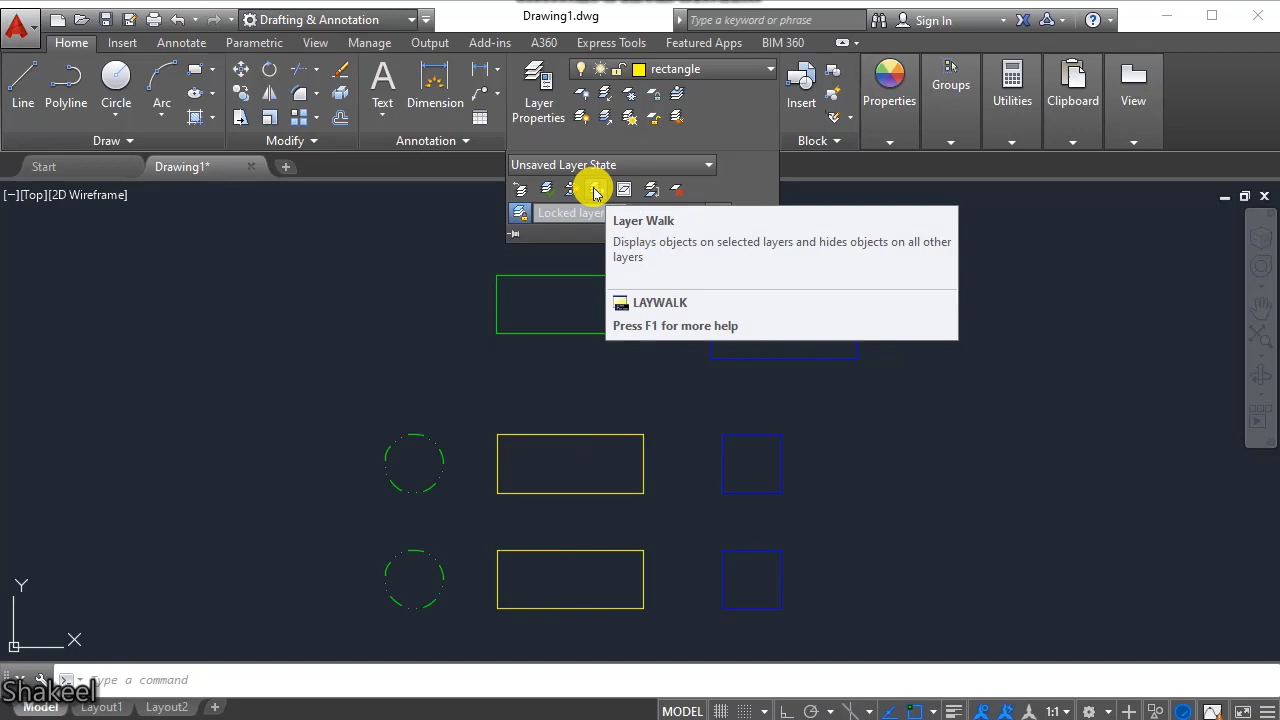 Drafting & Annotation
Drawing1.dwg
Type a keyword or phrase
Sign In
Home Insert Annotate Parametric View Manage Output Add-ins A360 Express Tools Featured Apps BIM 360
rectangle
Line Polyline Circle Arc Text Dimension Layer Properties Insert Properties Groups Utilities Clipboard View
Draw Modify Annotation Block
Unsaved Layer State
Start Drawing1*
[−][Top][2D Wireframe]
Locked layer
Layer Walk
Displays objects on selected layers and hides objects on all other
layers
LAYWALK
Press F1 for more help
Y
X
Type a command
Shakeel
Model Layout1 Layout2
MODEL 1:1